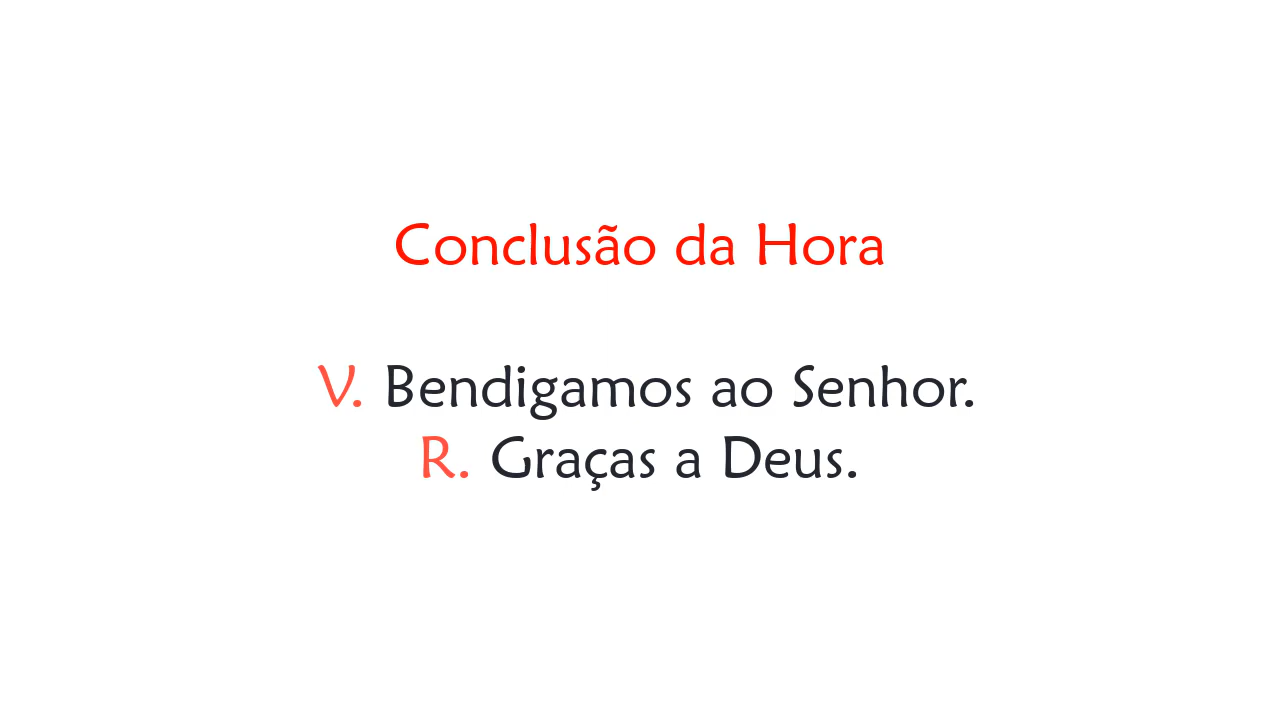 Conclusão da Hora
V. Bendigamos ao Senhor.
R. Graças a Deus.